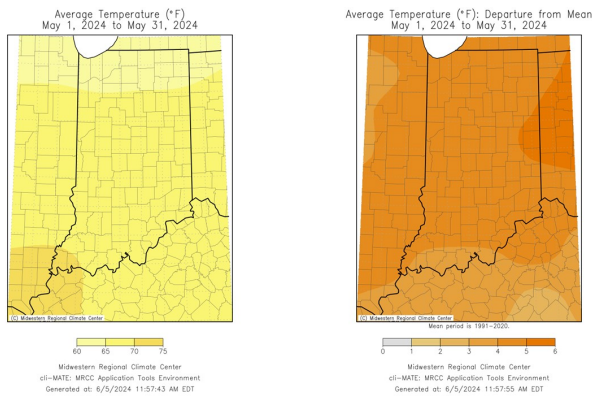 Average Temperature (°F)
May 1, 2024 to May 31, 2024
(C) Midwestern Regional Climate Center
60 65 70 75
Midwestern Regional Climate Center
cli-MATE: MRCC Application Tools Environment
Generated at: 6/5/2024 11:57:43 AM EDT
Average Temperature (°F): Departure from Mean
May 1, 2024 to May 31, 2024
(C) Midwestern Regional Climate Center
Mean period is 1991-2020.
0 1 2 3 4 5 6
Midwestern Regional Climate Center
cli-MATE: MRCC Application Tools Environment
Generated at: 6/5/2024 11:57:55 AM EDT